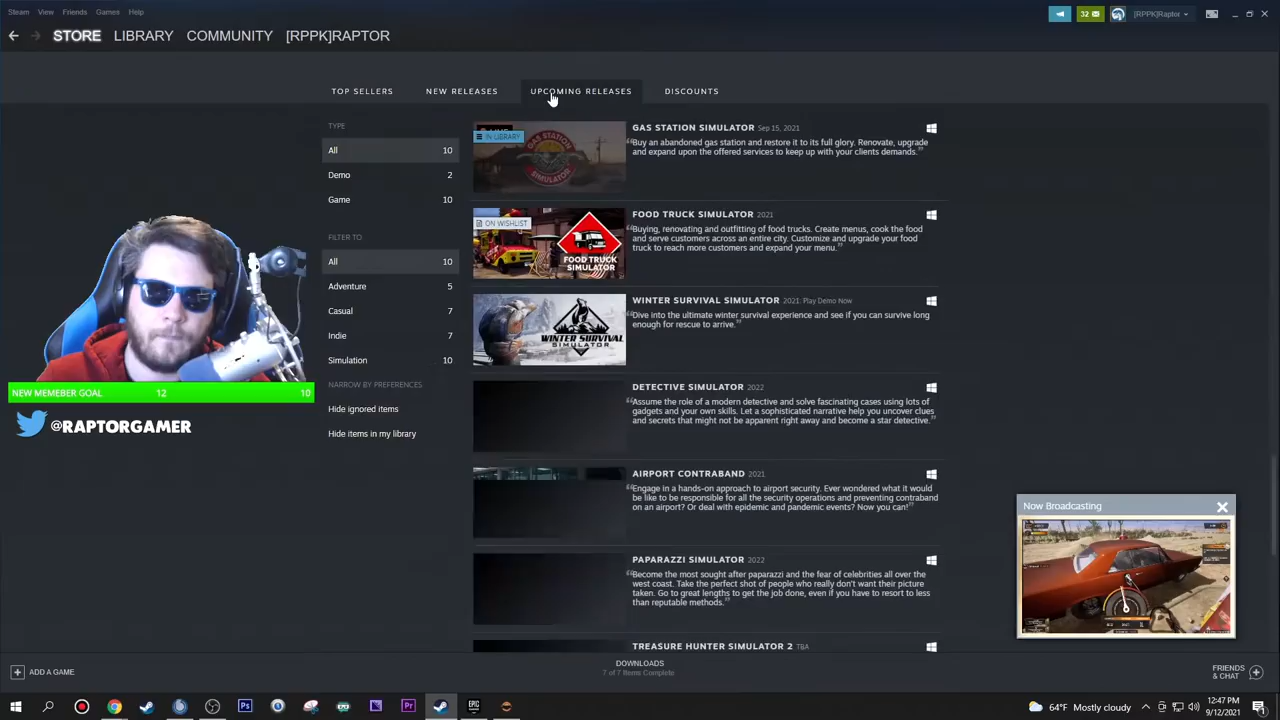 Steam View Friends Games Help
32 [RPPK]Raptor
STORE LIBRARY COMMUNITY [RPPK]RAPTOR
TOP SELLERS NEW RELEASES UPCOMING RELEASES DISCOUNTS
TYPE
All 10
Demo 2
Game 10
FILTER TO
All 10
Adventure 5
Casual 7
Indie 7
Simulation 10
NARROW BY PREFERENCES
Hide ignored items
Hide items in my library
IN LIBRARY
GAS STATION SIMULATOR
GAS STATION SIMULATOR Sep 15, 2021
"Buy an abandoned gas station and restore it to its full glory. Renovate, upgrade
and expand upon the offered services to keep up with your clients demands."
ON WISHLIST
FOOD TRUCK
SIMULATOR
FOOD TRUCK SIMULATOR 2021
"Buying, renovating and outfitting of food trucks. Create menus, cook the food
and serve customers across an entire city. Customize and upgrade your food
truck to reach more customers and expand your menu."
WINTER SURVIVAL
SIMULATOR
WINTER SURVIVAL SIMULATOR 2021: Play Demo Now
"Dive into the ultimate winter survival experience and see if you can survive long
enough for rescue to arrive."
DETECTIVE SIMULATOR 2022
"Assume the role of a modern detective and solve fascinating cases using lots of
gadgets and your own skills. Let a sophisticated narrative help you uncover clues
and secrets that might not be apparent right away and become a star detective."
AIRPORT CONTRABAND 2021
"Engage in a hands-on approach to airport security. Ever wondered what it would
be like to be responsible for all the security operations and preventing contraband
on an airport? Or deal with epidemic and pandemic events? Now you can!"
PAPARAZZI SIMULATOR 2022
"Become the most sought after paparazzi and the fear of celebrities all over the
west coast. Take the perfect shot of people who really don't want their picture
taken. Go to great lengths to get the job done, even if you have to resort to less
than reputable methods."
TREASURE HUNTER SIMULATOR 2 TBA
NEW MEMEBER GOAL 12 10
@RAPTORGAMER
Now Broadcasting
ADD A GAME
DOWNLOADS
7 of 7 Items Complete
FRIENDS
& CHAT
Ps
Pr
EPIC
64°F Mostly cloudy
12:47 PM
9/12/2021